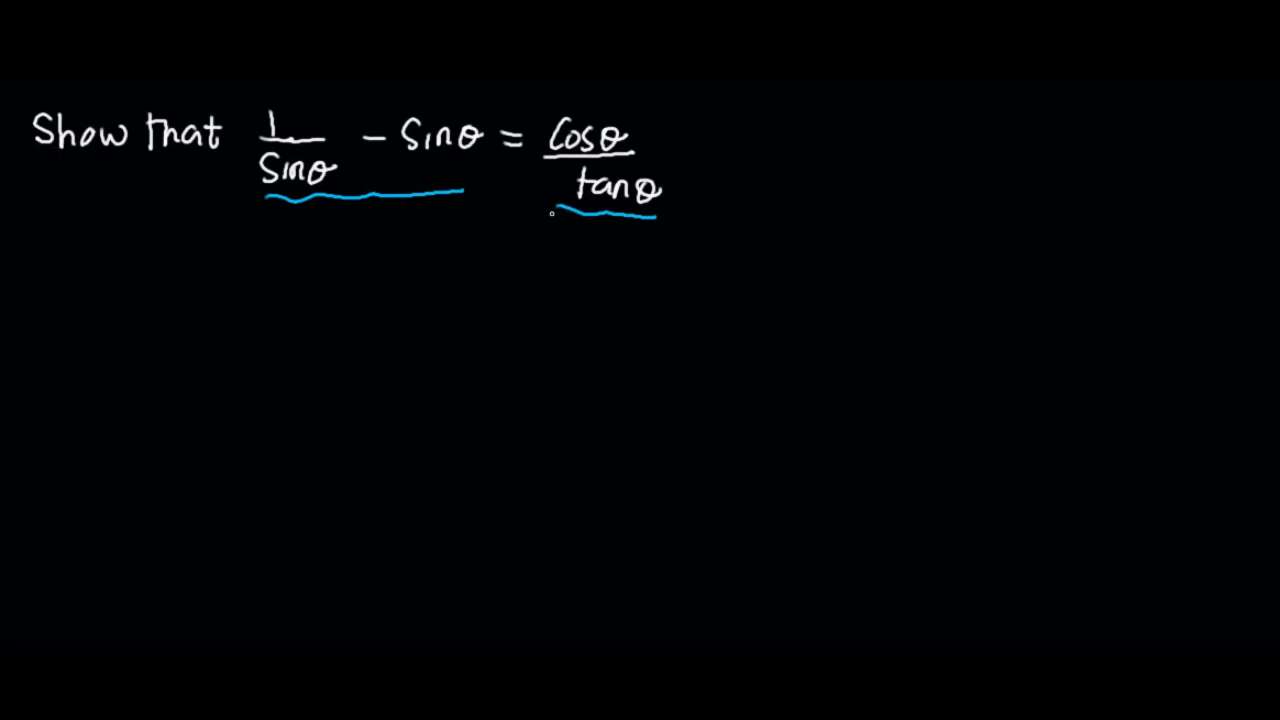 Show that 1/sinθ - sinθ = cosθ/tanθ